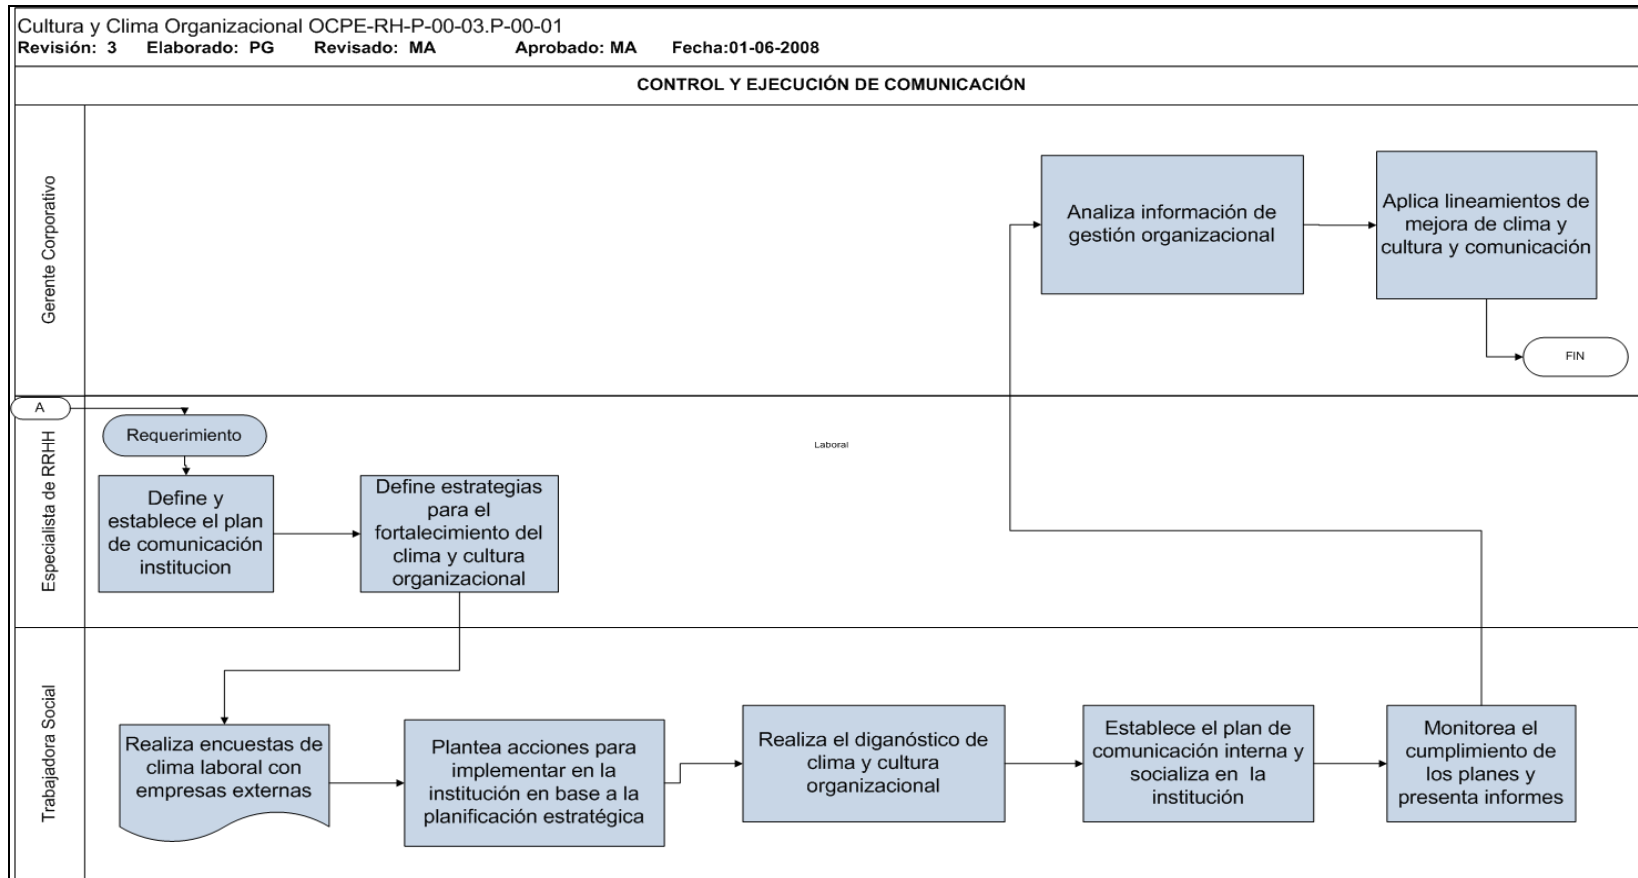 Cultura y Clima Organizacional OCPE-RH-P-00-03.P-00-01
Revisión: 3 Elaborado: PG Revisado: MA Aprobado: MA Fecha:01-06-2008
CONTROL Y EJECUCIÓN DE COMUNICACIÓN
Gerente Corporativo
Analiza información de
gestión organizacional
Aplica lineamientos de
mejora de clima y
cultura y comunicación
FIN
Especialista de RRHH
A
Requerimiento
Laboral
Define y
establece el plan
de comunicación
institucion
Define estrategias
para el
fortalecimiento del
clima y cultura
organizacional
Trabajadora Social
Realiza encuestas de
clima laboral con
empresas externas
Plantea acciones para
implementar en la
institución en base a la
planificación estratégica
Realiza el diganóstico de
clima y cultura
organizacional
Establece el plan de
comunicación interna y
socializa en la
institución
Monitorea el
cumplimiento de
los planes y
presenta informes